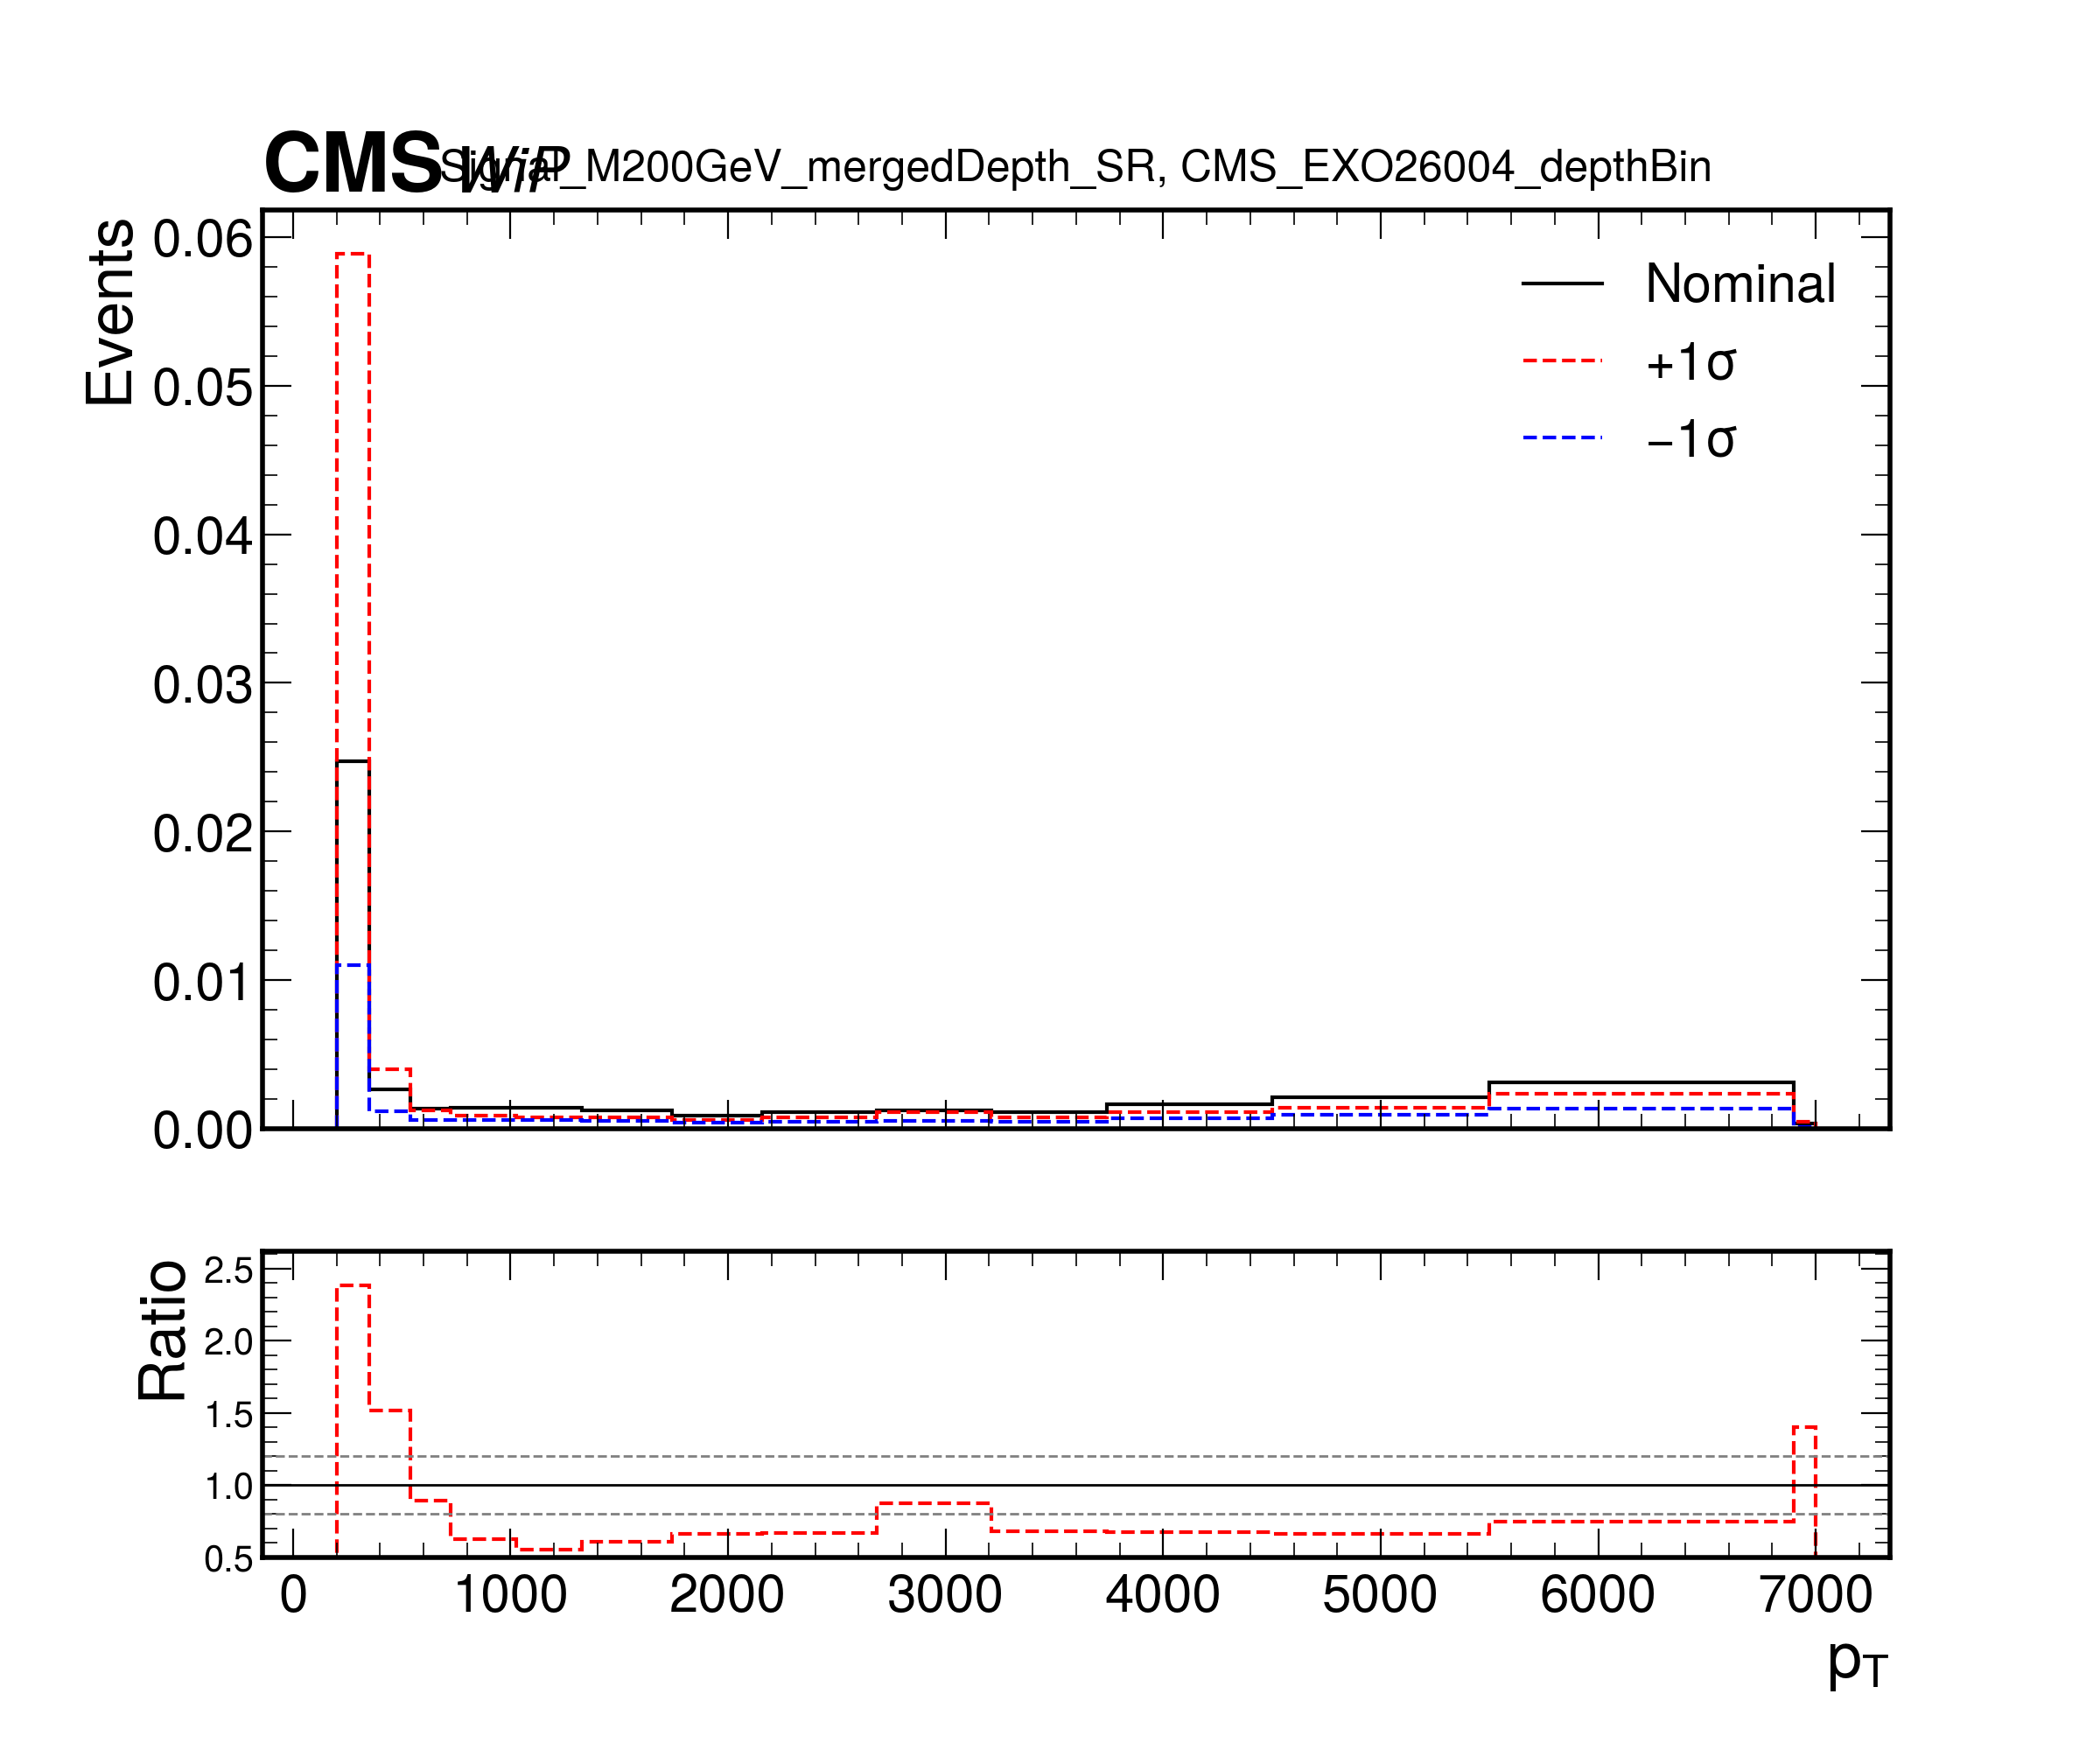 CMS WiP Signal_M200GeV_mergedDepth_SR, CMS_EXO26004_depthBin
Events
0.06
0.05
0.04
0.03
0.02
0.01
0.00
Nominal
+1σ
−1σ
Ratio
2.5
2.0
1.5
1.0
0.5
0 1000 2000 3000 4000 5000 6000 7000
pT